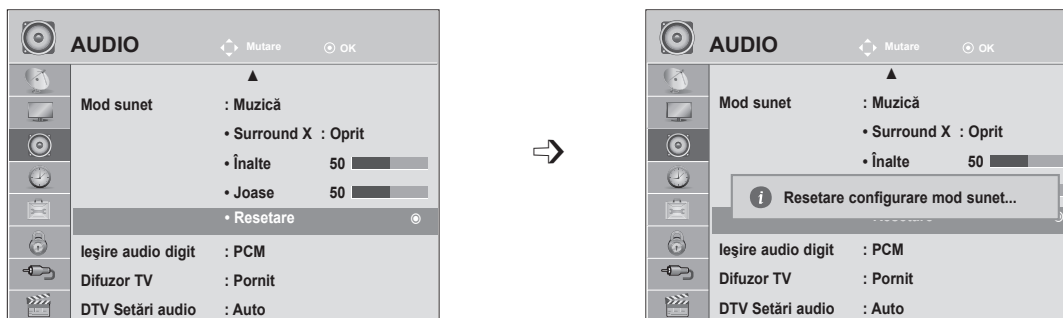 AUDIO Mutare OK
Mod sunet : Muzică
• Surround X : Oprit
• Înalte 50
• Joase 50
• Resetare
Ieşire audio digit : PCM
Difuzor TV : Pornit
DTV Setări audio : Auto
AUDIO Mutare OK
Mod sunet : Muzică
• Surround X : Oprit
• Înalte 50
i Resetare configurare mod sunet...
Ieşire audio digit : PCM
Difuzor TV : Pornit
DTV Setări audio : Auto